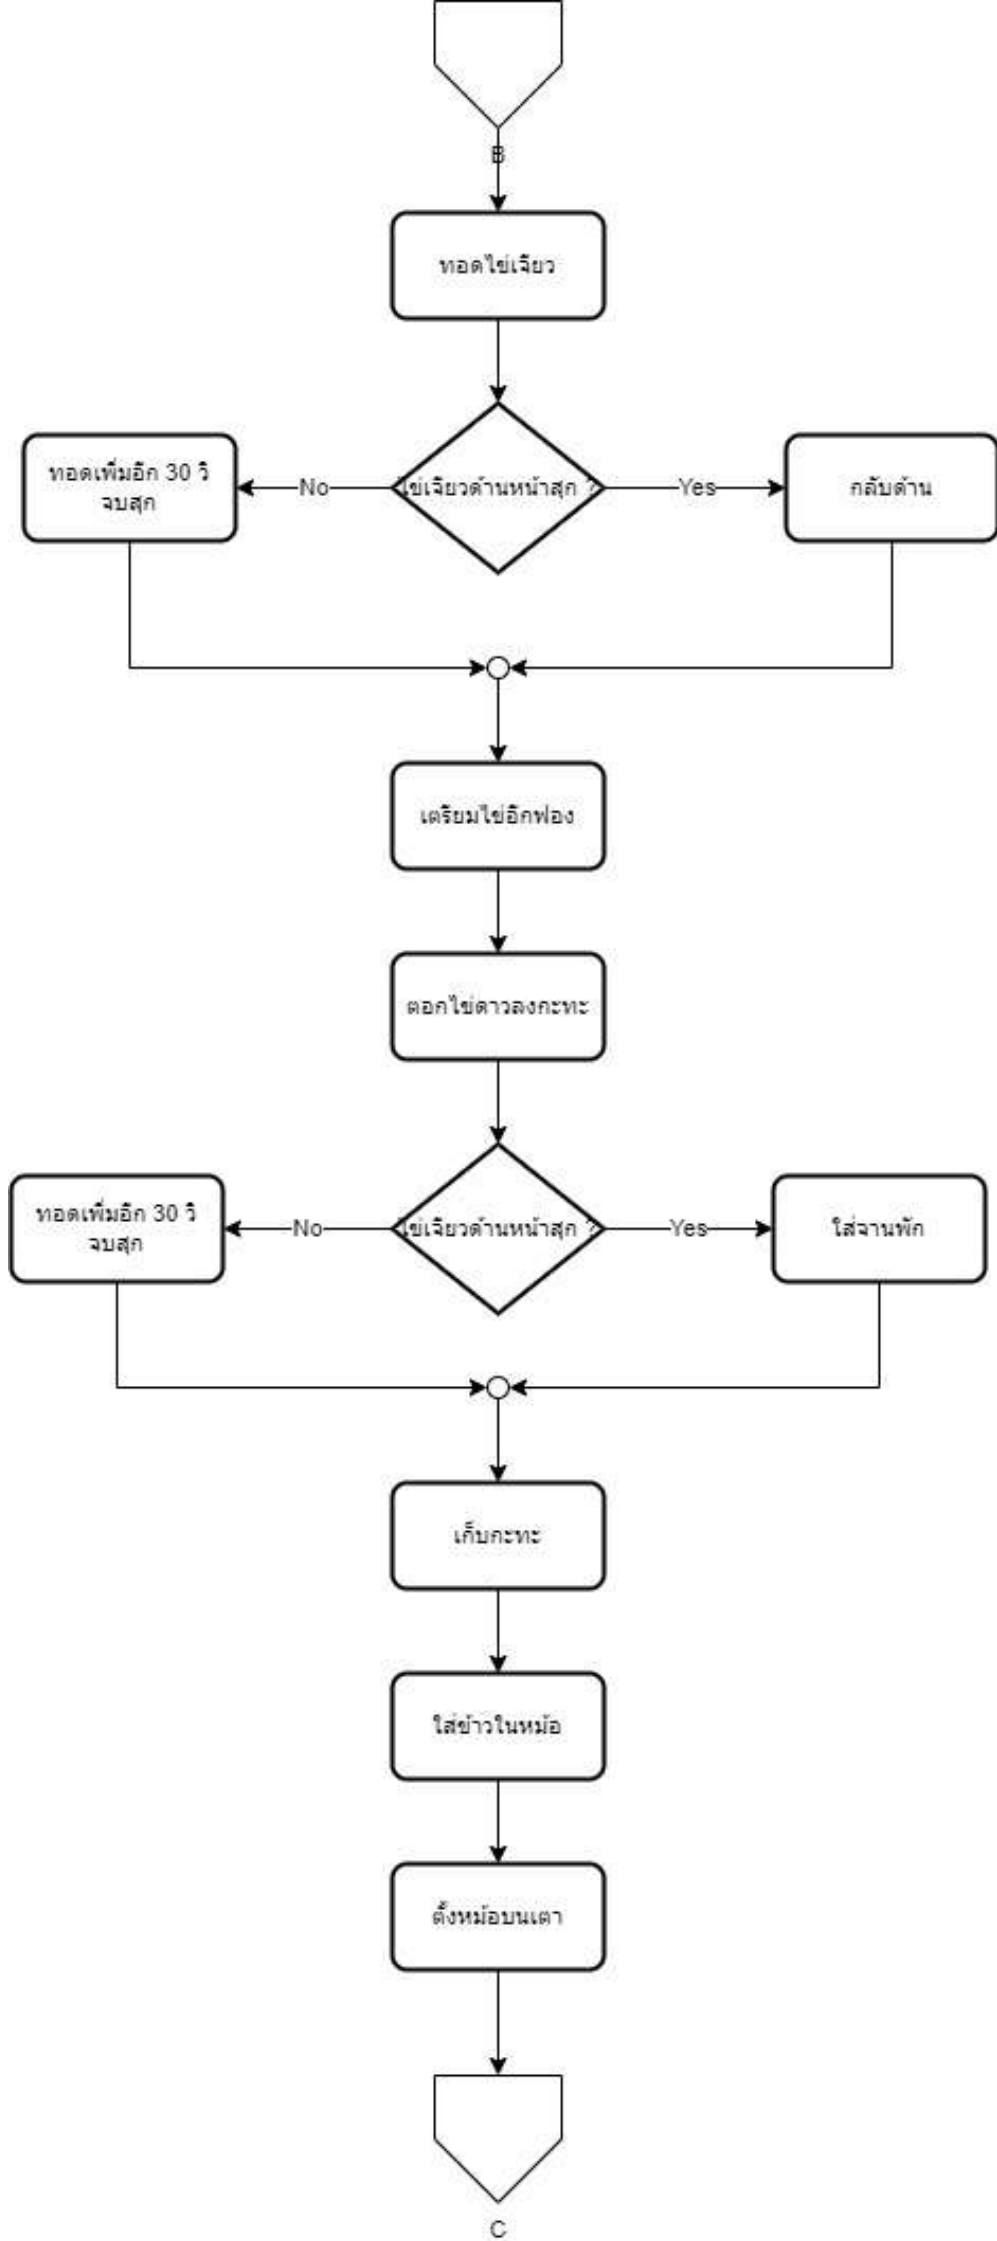 B
ทอดไข่เจียว
ทอดเพิ่มอีก 30 วิ
จบสุก
No
ไข่เจียวด้านหน้าสุก ?
Yes
กลับด้าน
เตรียมไข่อีกฟอง
ตอกไข่ดาวลงกะทะ
ทอดเพิ่มอีก 30 วิ
จบสุก
No
ไข่เจียวด้านหน้าสุก ?
Yes
ใส่จานพัก
เก็บกะทะ
ใส่ข้าวในหม้อ
ตั้งหม้อบนเตา
C